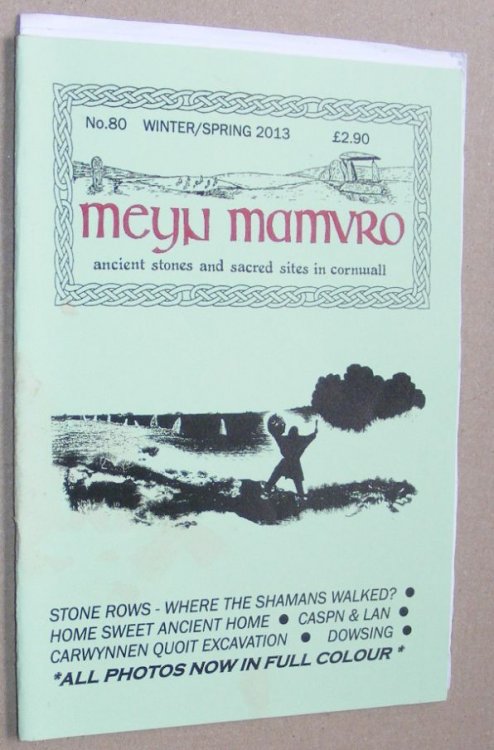 No.80 WINTER/SPRING 2013 £2.90
meyn mamvro
ancient stones and sacred sites in cornwall
STONE ROWS - WHERE THE SHAMANS WALKED? ●
HOME SWEET ANCIENT HOME ● CASPN & LAN ●
CARWYNNEN QUOIT EXCAVATION ● DOWSING ●
*ALL PHOTOS NOW IN FULL COLOUR *